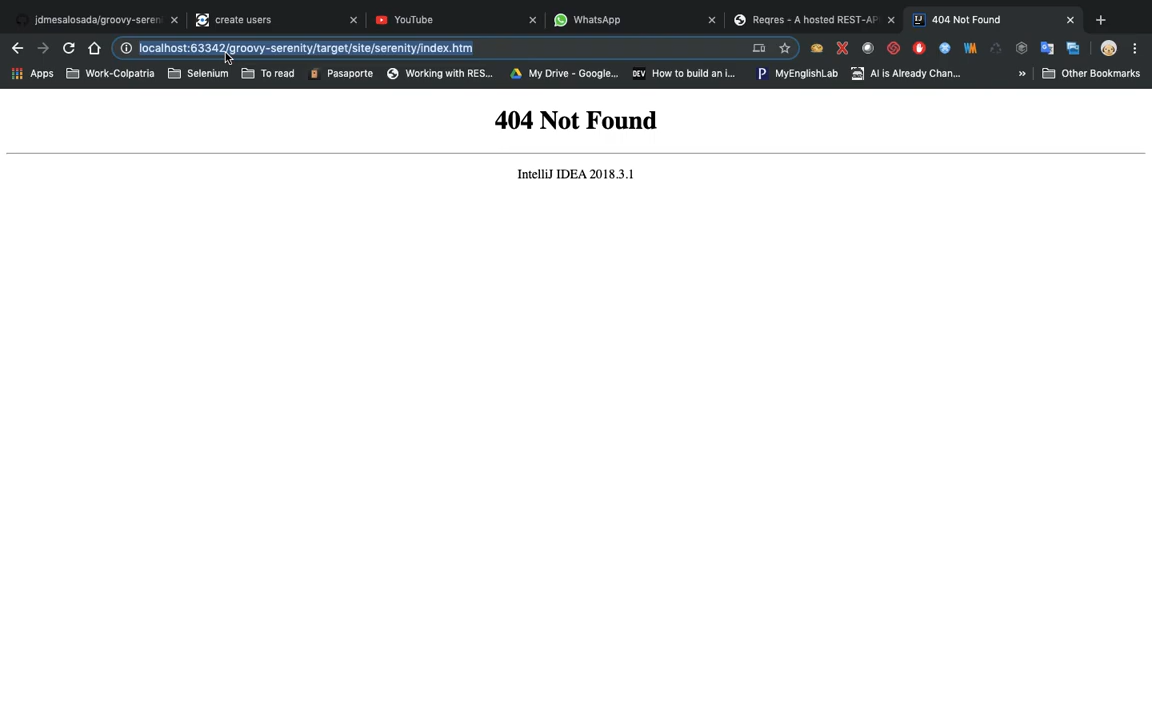 jdmesalosada/groovy-sereni
create users
YouTube
WhatsApp
Reqres - A hosted REST-AP
404 Not Found
localhost:63342/groovy-serenity/target/site/serenity/index.htm
Apps
Work-Colpatria
Selenium
To read
Pasaporte
Working with RES...
My Drive - Google...
DEV
How to build an i...
MyEnglishLab
AI is Already Chan...
»
Other Bookmarks
404 Not Found
IntelliJ IDEA 2018.3.1